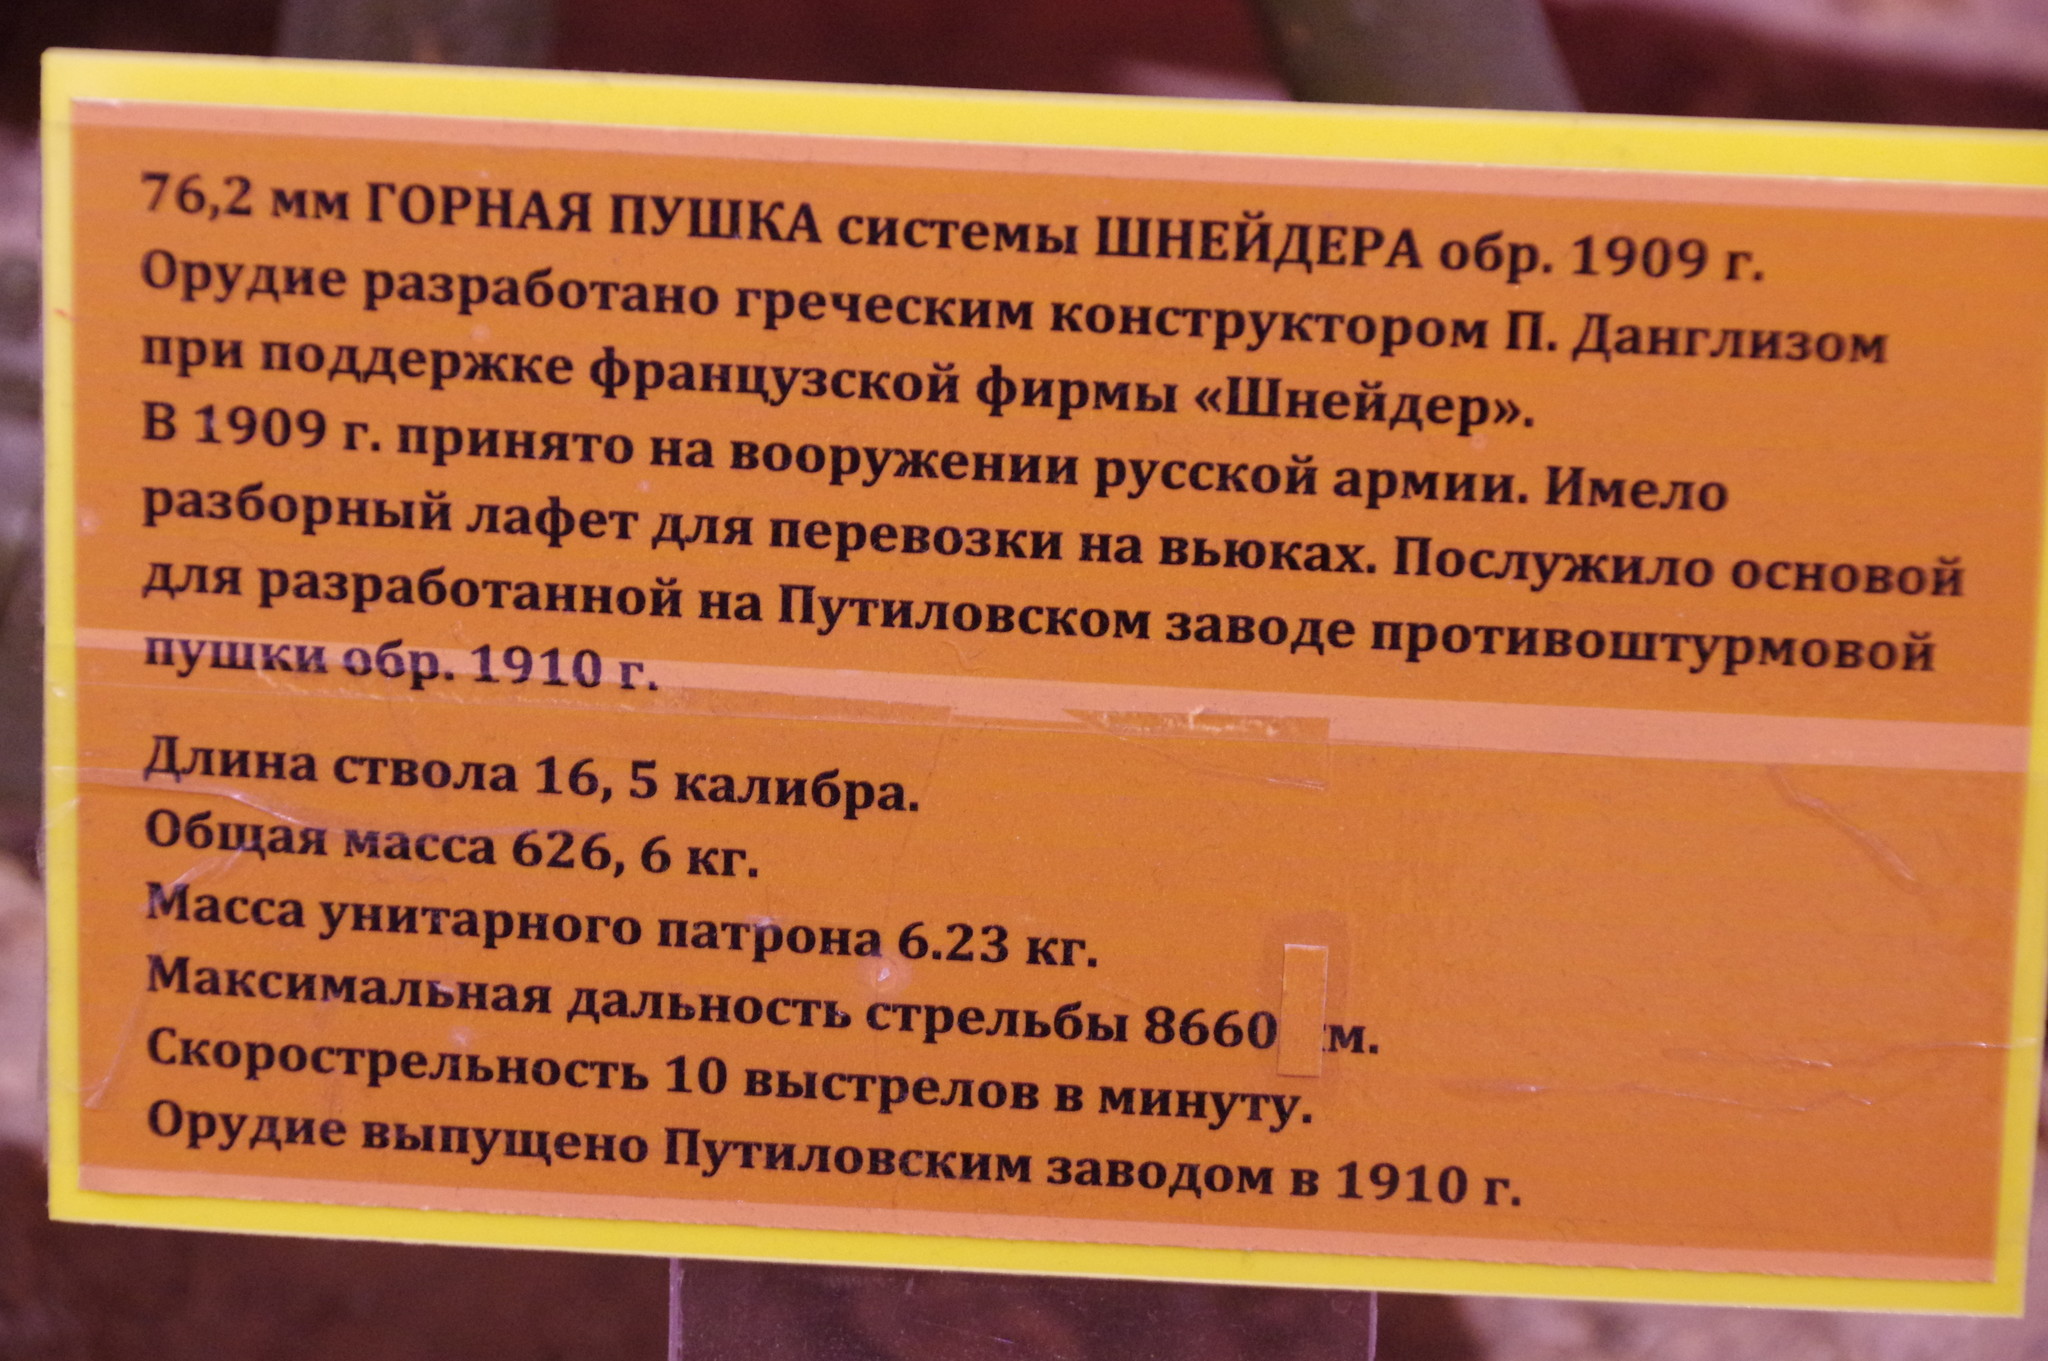 76,2 мм ГОРНАЯ ПУШКА системы ШНЕЙДЕРА обр. 1909 г.
Орудие разработано греческим конструктором П. Данглизом
при поддержке французской фирмы «Шнейдер».
В 1909 г. принято на вооружении русской армии. Имело
разборный лафет для перевозки на вьюках. Послужило основой
для разработанной на Путиловском заводе противоштурмовой
пушки обр. 1910 г.
Длина ствола 16, 5 калибра.
Общая масса 626, 6 кг.
Масса унитарного патрона 6.23 кг.
Максимальная дальность стрельбы 8660 м.
Скорострельность 10 выстрелов в минуту.
Орудие выпущено Путиловским заводом в 1910 г.